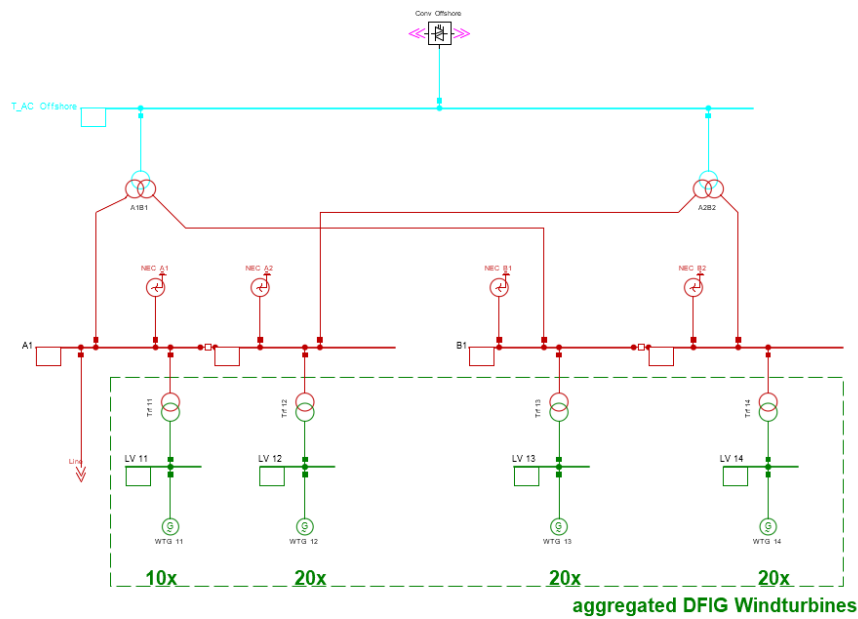 Conv Offshore
T_AC Offshore
A1B1
A2B2
NEC A1
NEC A2
NEC B1
NEC B2
A1
B1
Trf 11
Trf 12
Trf 13
Trf 14
Line
LV 11
LV 12
LV 13
LV 14
G
G
G
G
WTG 11
WTG 12
WTG 13
WTG 14
10x
20x
20x
20x
aggregated DFIG Windturbines